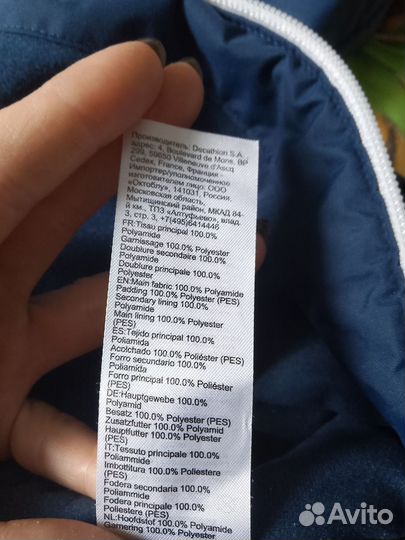 Производитель: Decathlon S.A.,
адрес: 4, Boulevard de Mons, BP
299, 59650 Villeneuve d'Ascq
Cedex, France, Франция -
Импортер/уполномоченное
изготовителем лицо: ООО
«Октоблу», 141031, Россия,
Московская область,
Мытищинский район, МКАД 84-
й км., ТПЗ «Алтуфьево», влад.
3, стр. 3, +7(495)6414446
FR:Tissu principal 100.0%
Polyamide
Garnissage 100.0% Polyester
Doublure secondaire 100.0%
Polyamide
Doublure principale 100.0%
Polyester
EN:Main fabric 100.0% Polyamide
Padding 100.0% Polyester (PES)
Secondary lining 100.0%
Polyamide
Main lining 100.0% Polyester
(PES)
ES:Tejido principal 100.0%
Poliamida
Acolchado 100.0% Poliéster (PES)
Forro secundario 100.0%
Poliamida
Forro principal 100.0% Poliéster
(PES)
DE:Hauptgewebe 100.0%
Polyamid
Besatz 100.0% Polyester (PES)
Zusatzfutter 100.0% Polyamid
Hauptfutter 100.0% Polyester
(PES)
IT:Tessuto principale 100.0%
Poliammide
Imbottitura 100.0% Poliestere
(PES)
Fodera secondaria 100.0%
Poliammide
Fodera principale 100.0%
Poliestere (PES)
NL:Hoofdstof 100.0% Polyamide
Garnering 100.0% Polyester
Avito